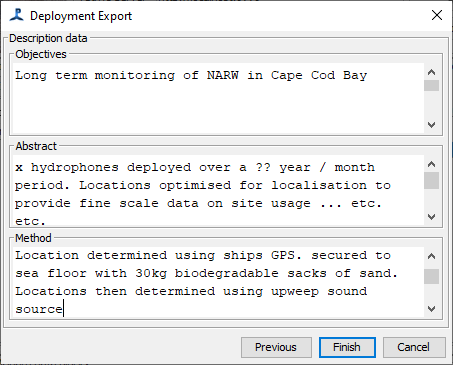 Deployment Export
Description data
Objectives
Long term monitoring of NARW in Cape Cod Bay
Abstract
x hydrophones deployed over a ?? year / month
period. Locations optimised for localisation to
provide fine scale data on site usage ... etc.
etc.
Method
Location determined using ships GPS. secured to
sea floor with 30kg biodegradable sacks of sand.
Locations then determined using upweep sound
source
Previous
Finish
Cancel